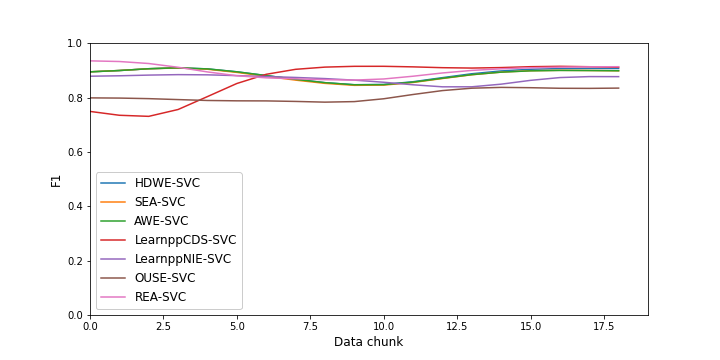 1.0
0.8
0.6
0.4
0.2
0.0
F1
HDWE-SVC
SEA-SVC
AWE-SVC
LearnppCDS-SVC
LearnppNIE-SVC
OUSE-SVC
REA-SVC
0.0 2.5 5.0 7.5 10.0 12.5 15.0 17.5
Data chunk